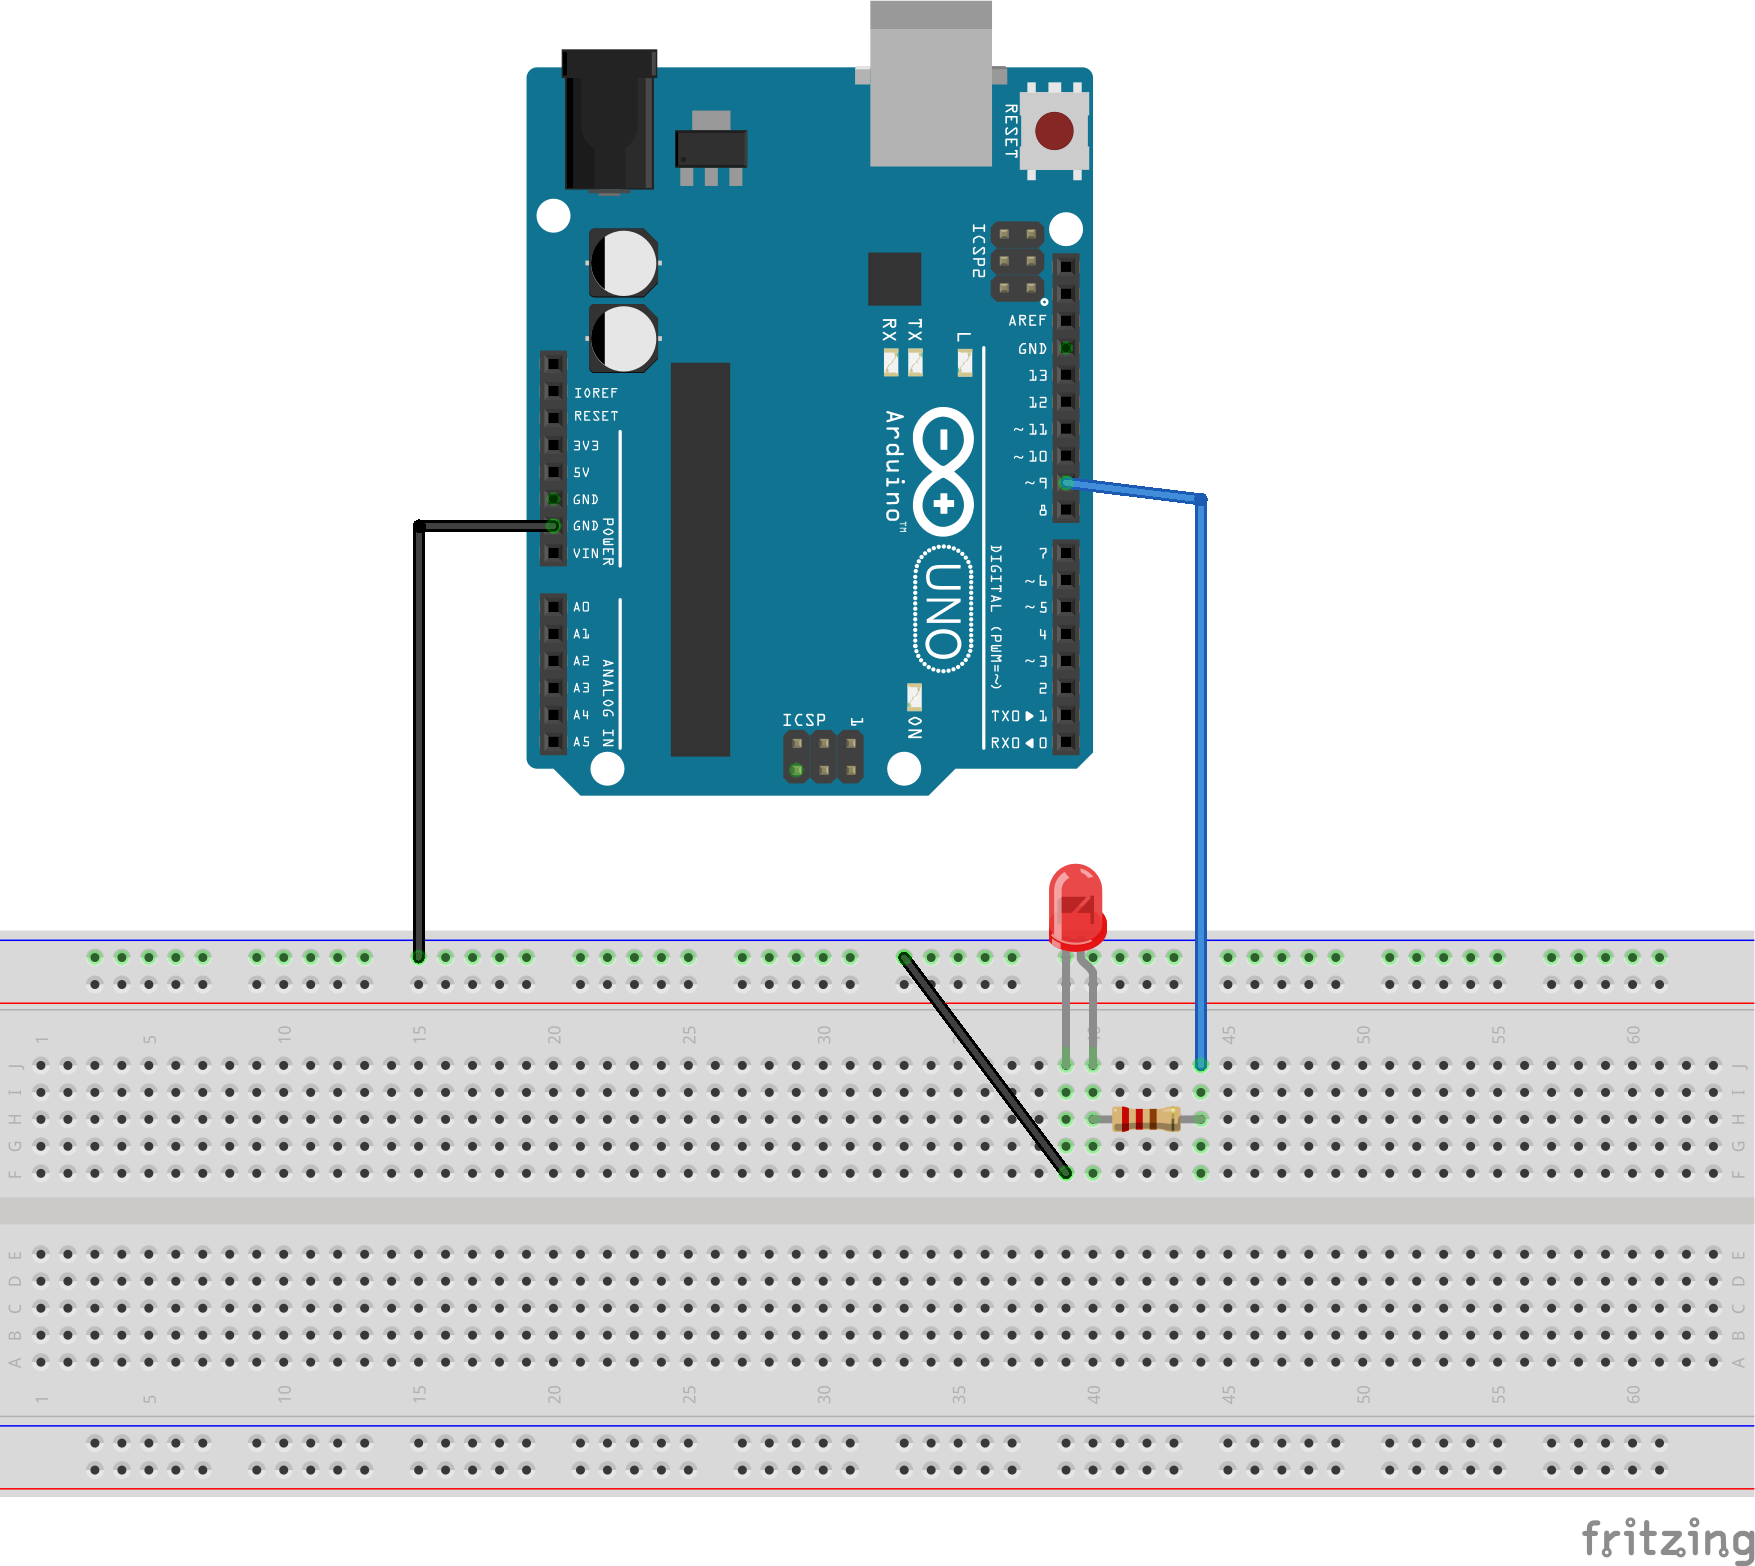 RESET
ICSP2
IOREF
RESET
3V3
5V
GND
GND
VIN
POWER
A0
A1
A2
A3
A4
A5
ANALOG IN
RX
TX
L
Arduino™
UNO
ON
ICSP
1
AREF
GND
13
12
~11
~10
~9
8
7
~6
~5
4
~3
2
TX0▶1
RX0◀0
DIGITAL (PWM=~)
1 5 10 15 20 25 30 35 40 45 50 55 60
J J
I I
H H
G G
F F
E E
D D
C C
B B
A A
1 5 10 15 20 25 30 35 40 45 50 55 60
fritzing